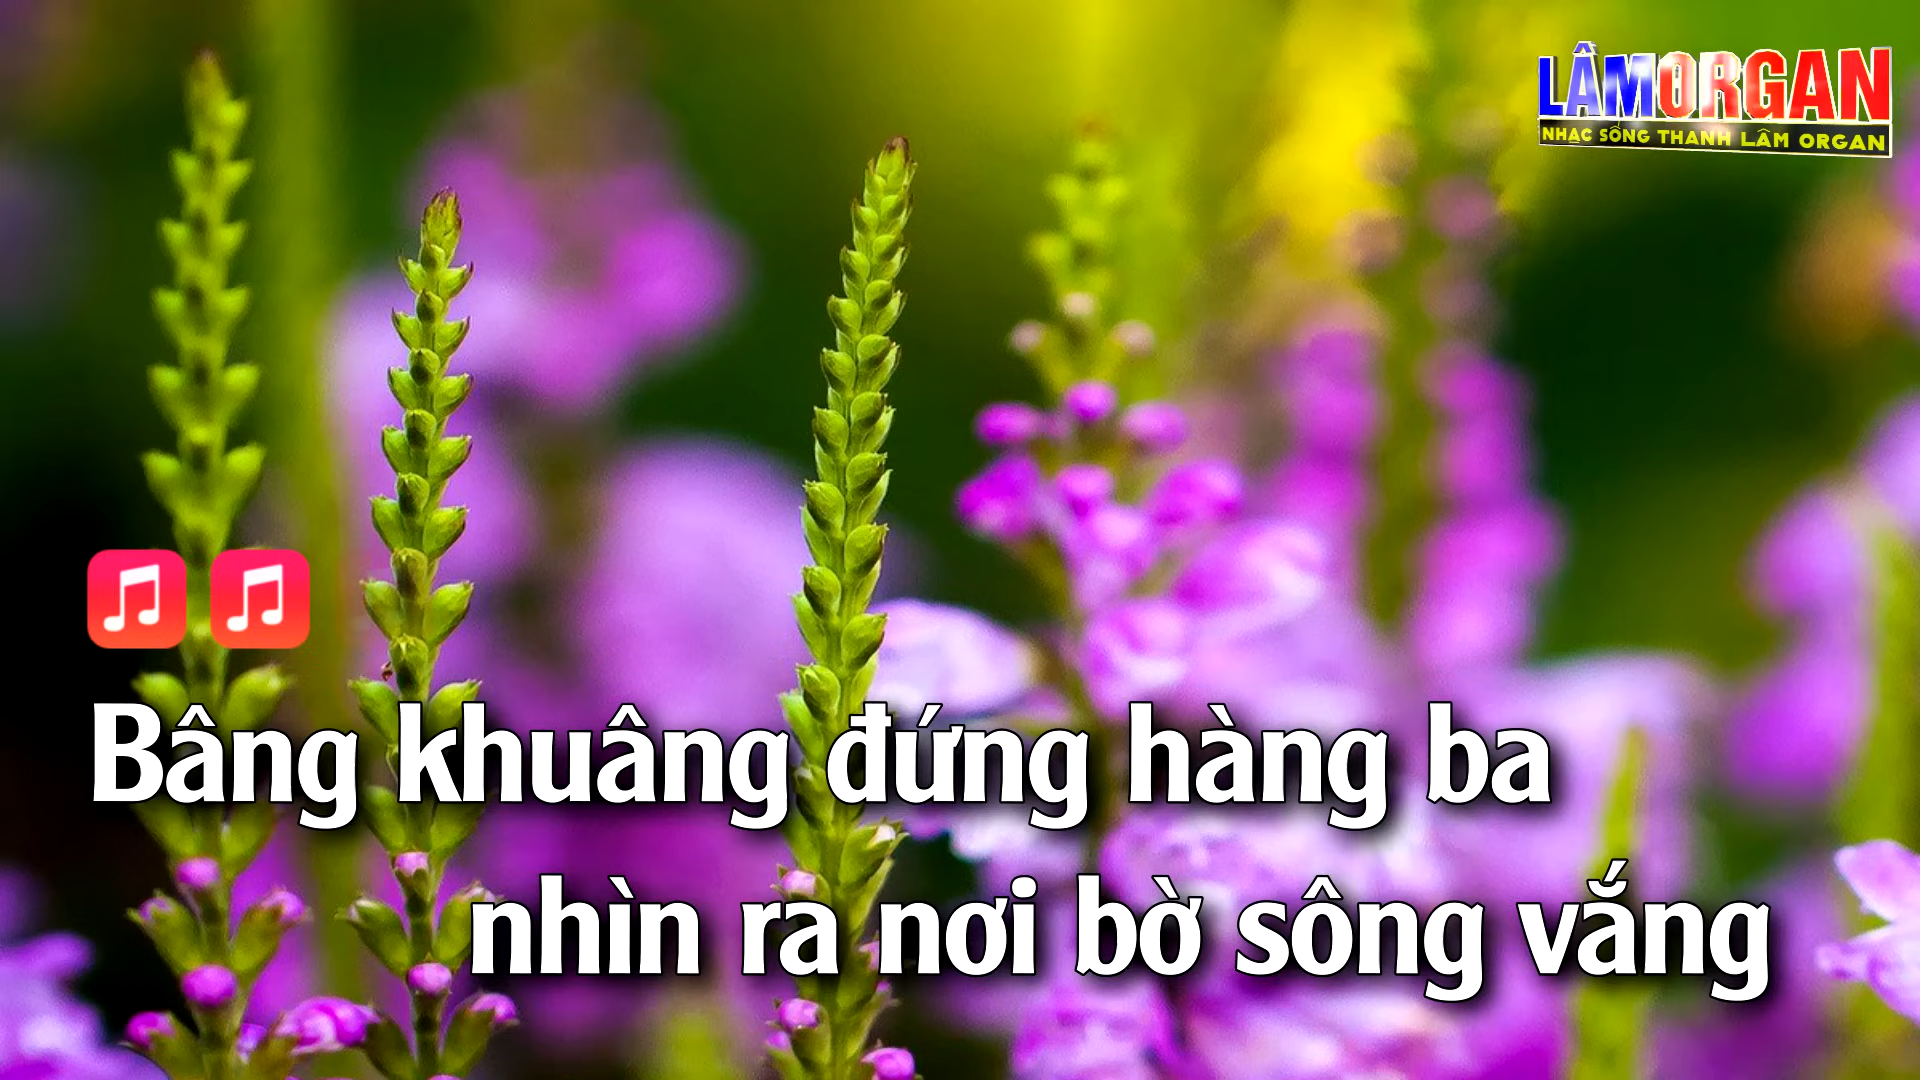 LÂMORGAN
NHẠC SỐNG THANH LÂM ORGAN
Bâng khuâng đứng hàng ba
nhìn ra nơi bờ sông vắng